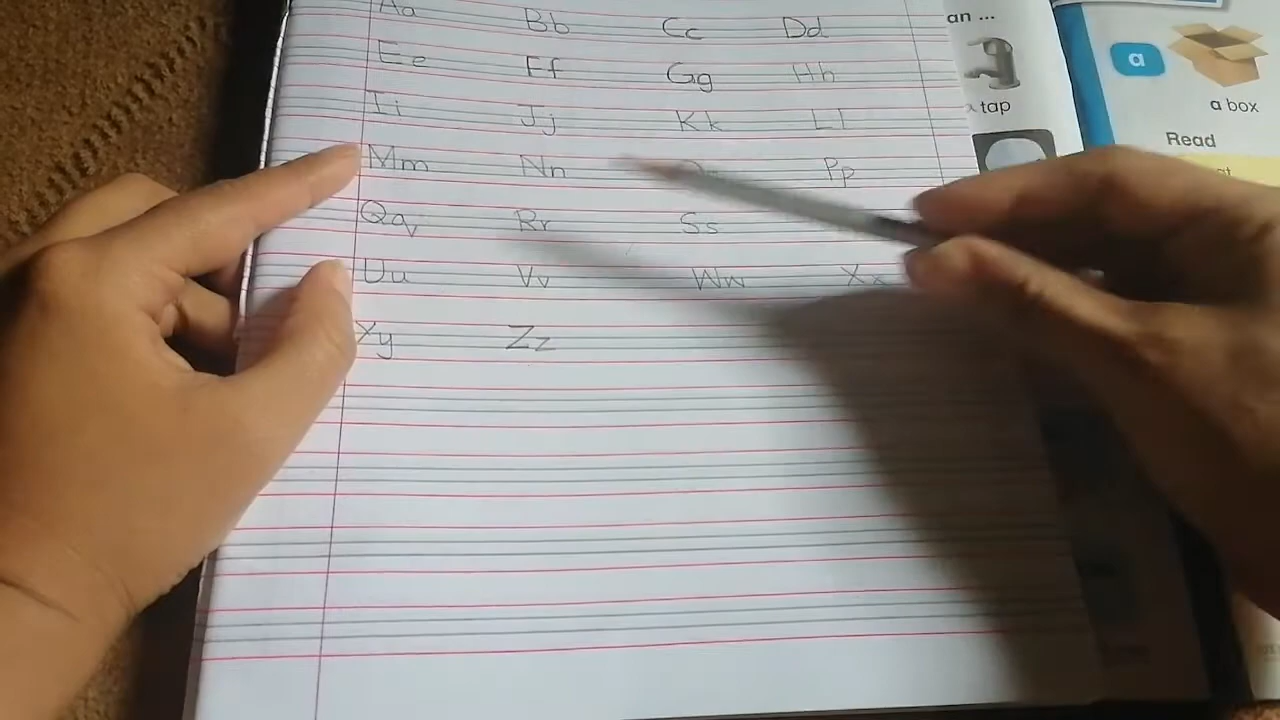 Aa Bb Cc Dd
Ee Ff Gg Hh
Ii Jj Kk Ll
Mm Nn Pp
Qq Rr Ss
Uu Vv Ww Xx
Yy Zz
an ...
tap
a
a box
Read